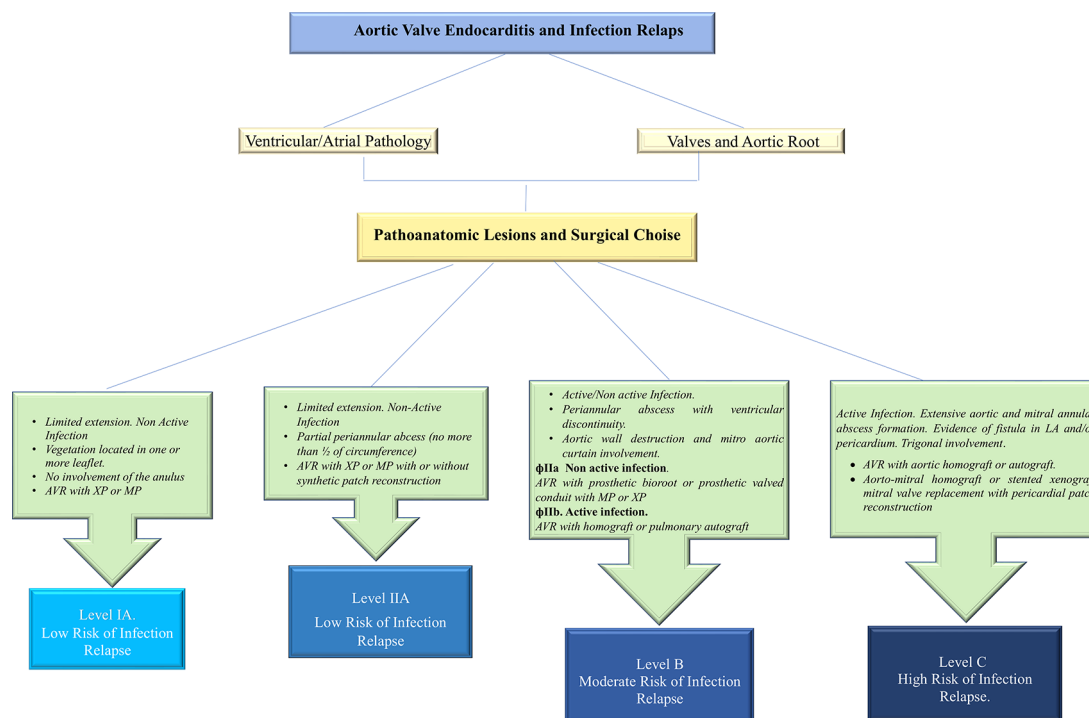 Aortic Valve Endocarditis and Infection Relaps
Ventricular/Atrial Pathology
Valves and Aortic Root
Pathoanatomic Lesions and Surgical Choise
• Limited extension. Non Active
Infection
• Vegetation located in one or
more leaflet.
• No involvement of the anulus
• AVR with XP or MP
• Limited extension. Non-Active
Infection
• Partial periannular abcess (no more
than ½ of circumference)
• AVR with XP or MP with or without
synthetic patch reconstruction
• Active/Non active Infection.
• Periannular abscess with ventricular
discontinuity.
• Aortic wall destruction and mitro aortic
curtain involvement.
ϕIIa Non active infection.
AVR with prosthetic bioroot or prosthetic valved
conduit with MP or XP
ϕIIb. Active infection.
AVR with homograft or pulmonary autograft
Active Infection. Extensive aortic and mitral annula
abscess formation. Evidence of fistula in LA and/o
pericardium. Trigonal involvement.
• AVR with aortic homograft or autograft.
• Aorto-mitral homograft or stented xenograf
mitral valve replacement with pericardial patc
reconstruction
Level IA.
Low Risk of Infection
Relapse
Level IIA
Low Risk of Infection
Relapse
Level B
Moderate Risk of Infection
Relapse
Level C
High Risk of Infection
Relapse.